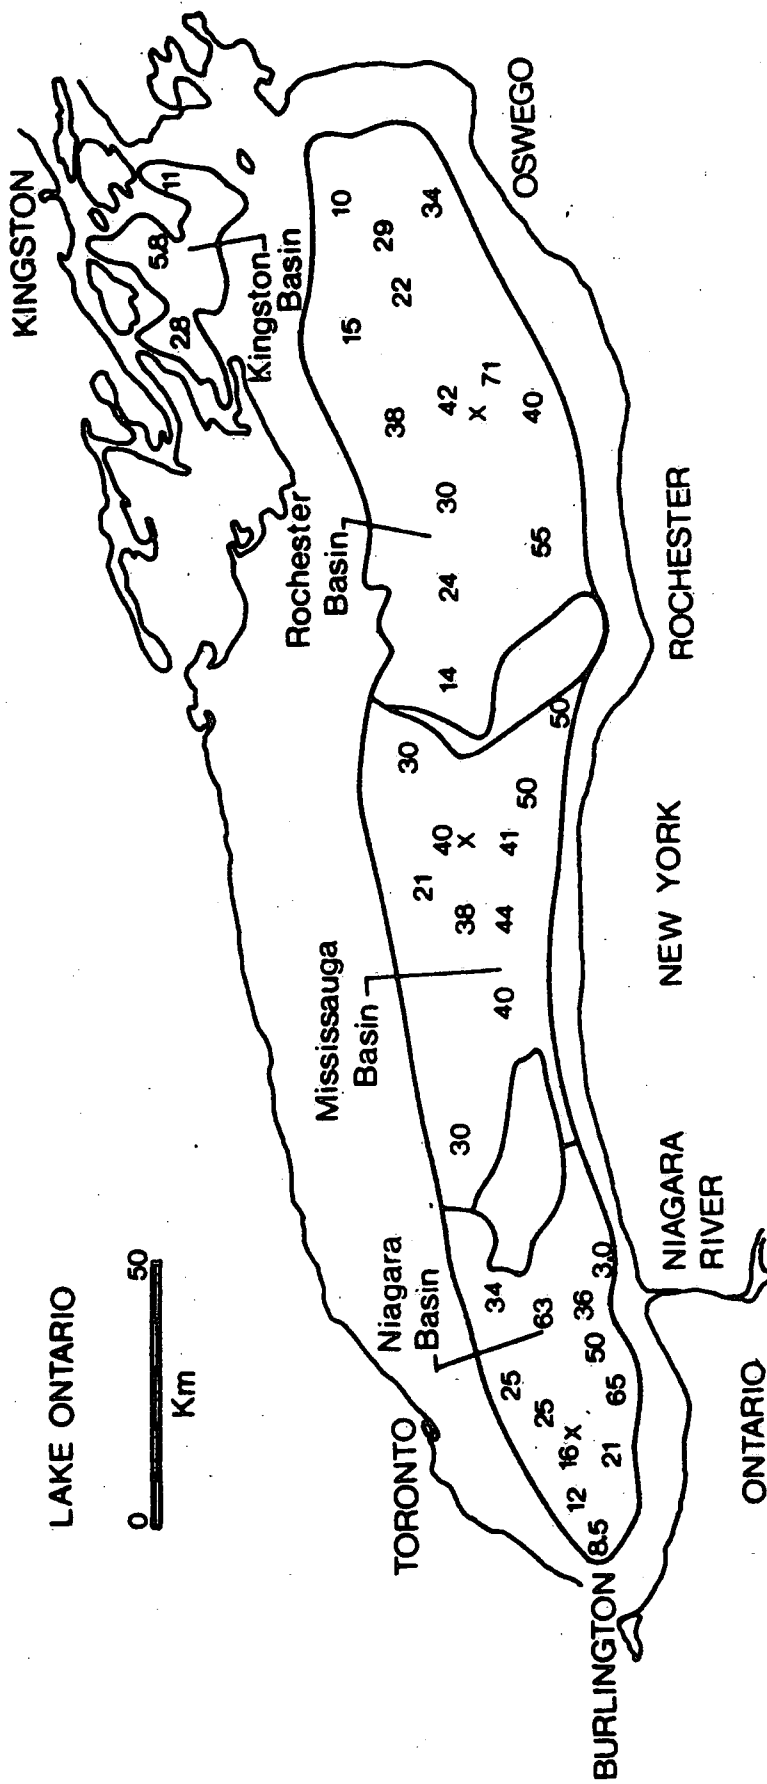 LAKE ONTARIO
0 50
Km
KINGSTON
TORONTO
BURLINGTON
ONTARIO
NIAGARA
RIVER
NEW YORK
ROCHESTER
OSWEGO
Niagara
Basin
8.5
12
16
X
21
25
25
65
50
63
36
34
3.0
Mississauga
Basin
30
40
38
44
21
40
X
41
50
30
50
Rochester
Basin
14
24
30
55
38
42
X
71
40
15
22
29
10
34
Kingston
Basin
2.8
5.8
11